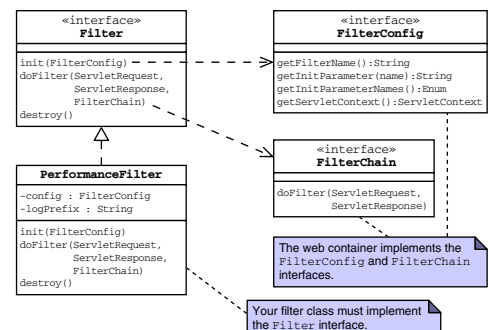 «interface»
Filter
init(FilterConfig)
doFilter(ServletRequest,
ServletResponse,
FilterChain)
destroy()
«interface»
FilterConfig
getFilterName():String
getInitParameter(name):String
getInitParameterNames():Enum
getServletContext():ServletContext
«interface»
FilterChain
doFilter(ServletRequest,
ServletResponse)
PerformanceFilter
-config : FilterConfig
-logPrefix : String
init(FilterConfig)
doFilter(ServletRequest,
ServletResponse,
FilterChain)
destroy()
The web container implements the
FilterConfig and FilterChain
interfaces.
Your filter class must implement
the Filter interface.